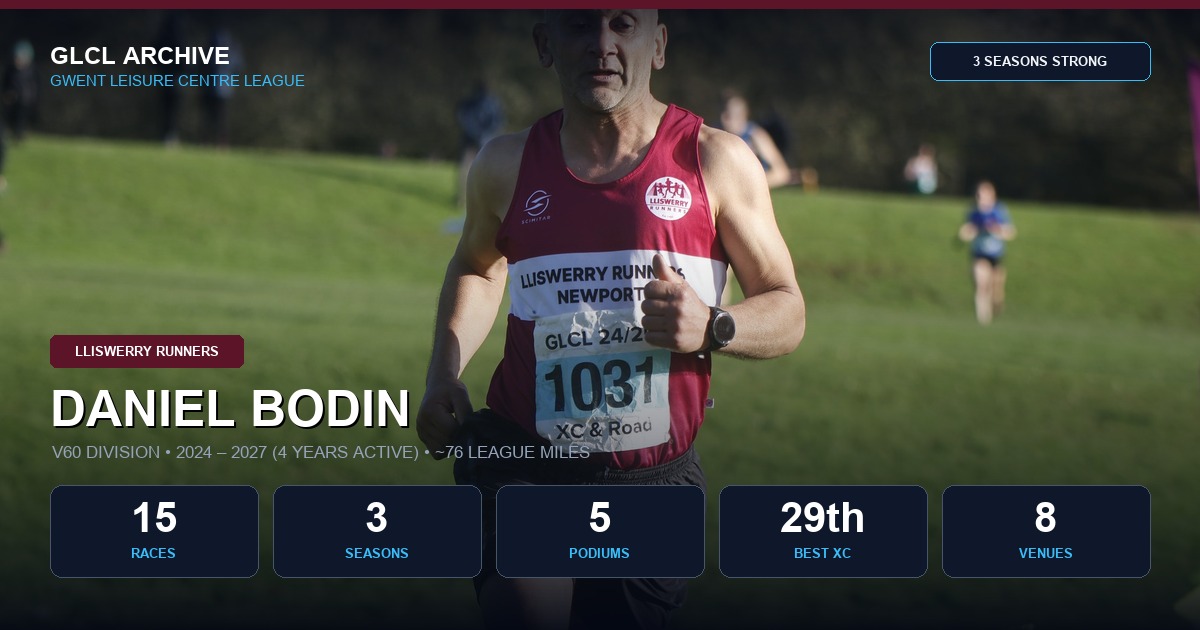 GLCL ARCHIVE
GWENT LEISURE CENTRE LEAGUE
3 SEASONS STRONG
SCIMITAR
LLISWERRY
RUNNERS
LLISWERRY RUNNERS
NEWPORT
GLCL 24/2
1031
XC & Road
LLISWERRY RUNNERS
DANIEL BODIN
V60 DIVISION • 2024 – 2027 (4 YEARS ACTIVE) • ~76 LEAGUE MILES
15
RACES
3
SEASONS
5
PODIUMS
29th
BEST XC
8
VENUES